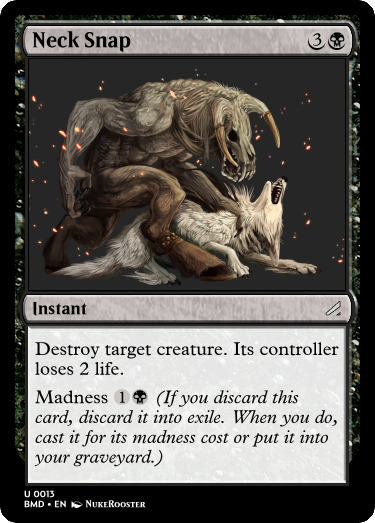 Neck Snap 3
Instant
Destroy target creature. Its controller
loses 2 life.
Madness 1 (If you discard this
card, discard it into exile. When you do,
cast it for its madness cost or put it into
your graveyard.)
U 0013
BMD • EN NukeRooster